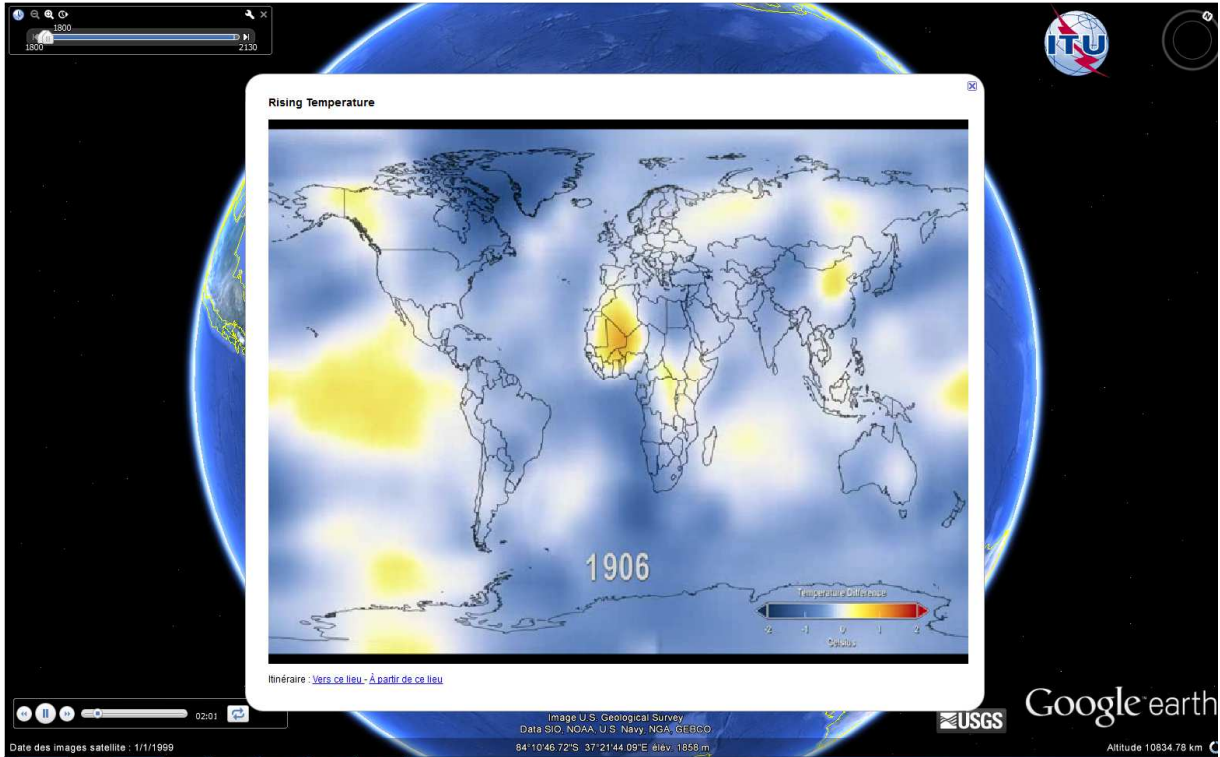 1800
1800
2130
ITU
N
Rising Temperature
1906
Temperature Difference
-2 -1 0 1 2
Celsius
Itinéraire : Vers ce lieu - À partir de ce lieu
02:01
Image U.S. Geological Survey
Data SIO, NOAA, U.S. Navy, NGA, GEBCO
USGS
Google earth
Date des images satellite : 1/1/1999
84°10'46.72"S 37°21'44.09"E élév. 1858 m
Altitude 10834.78 km